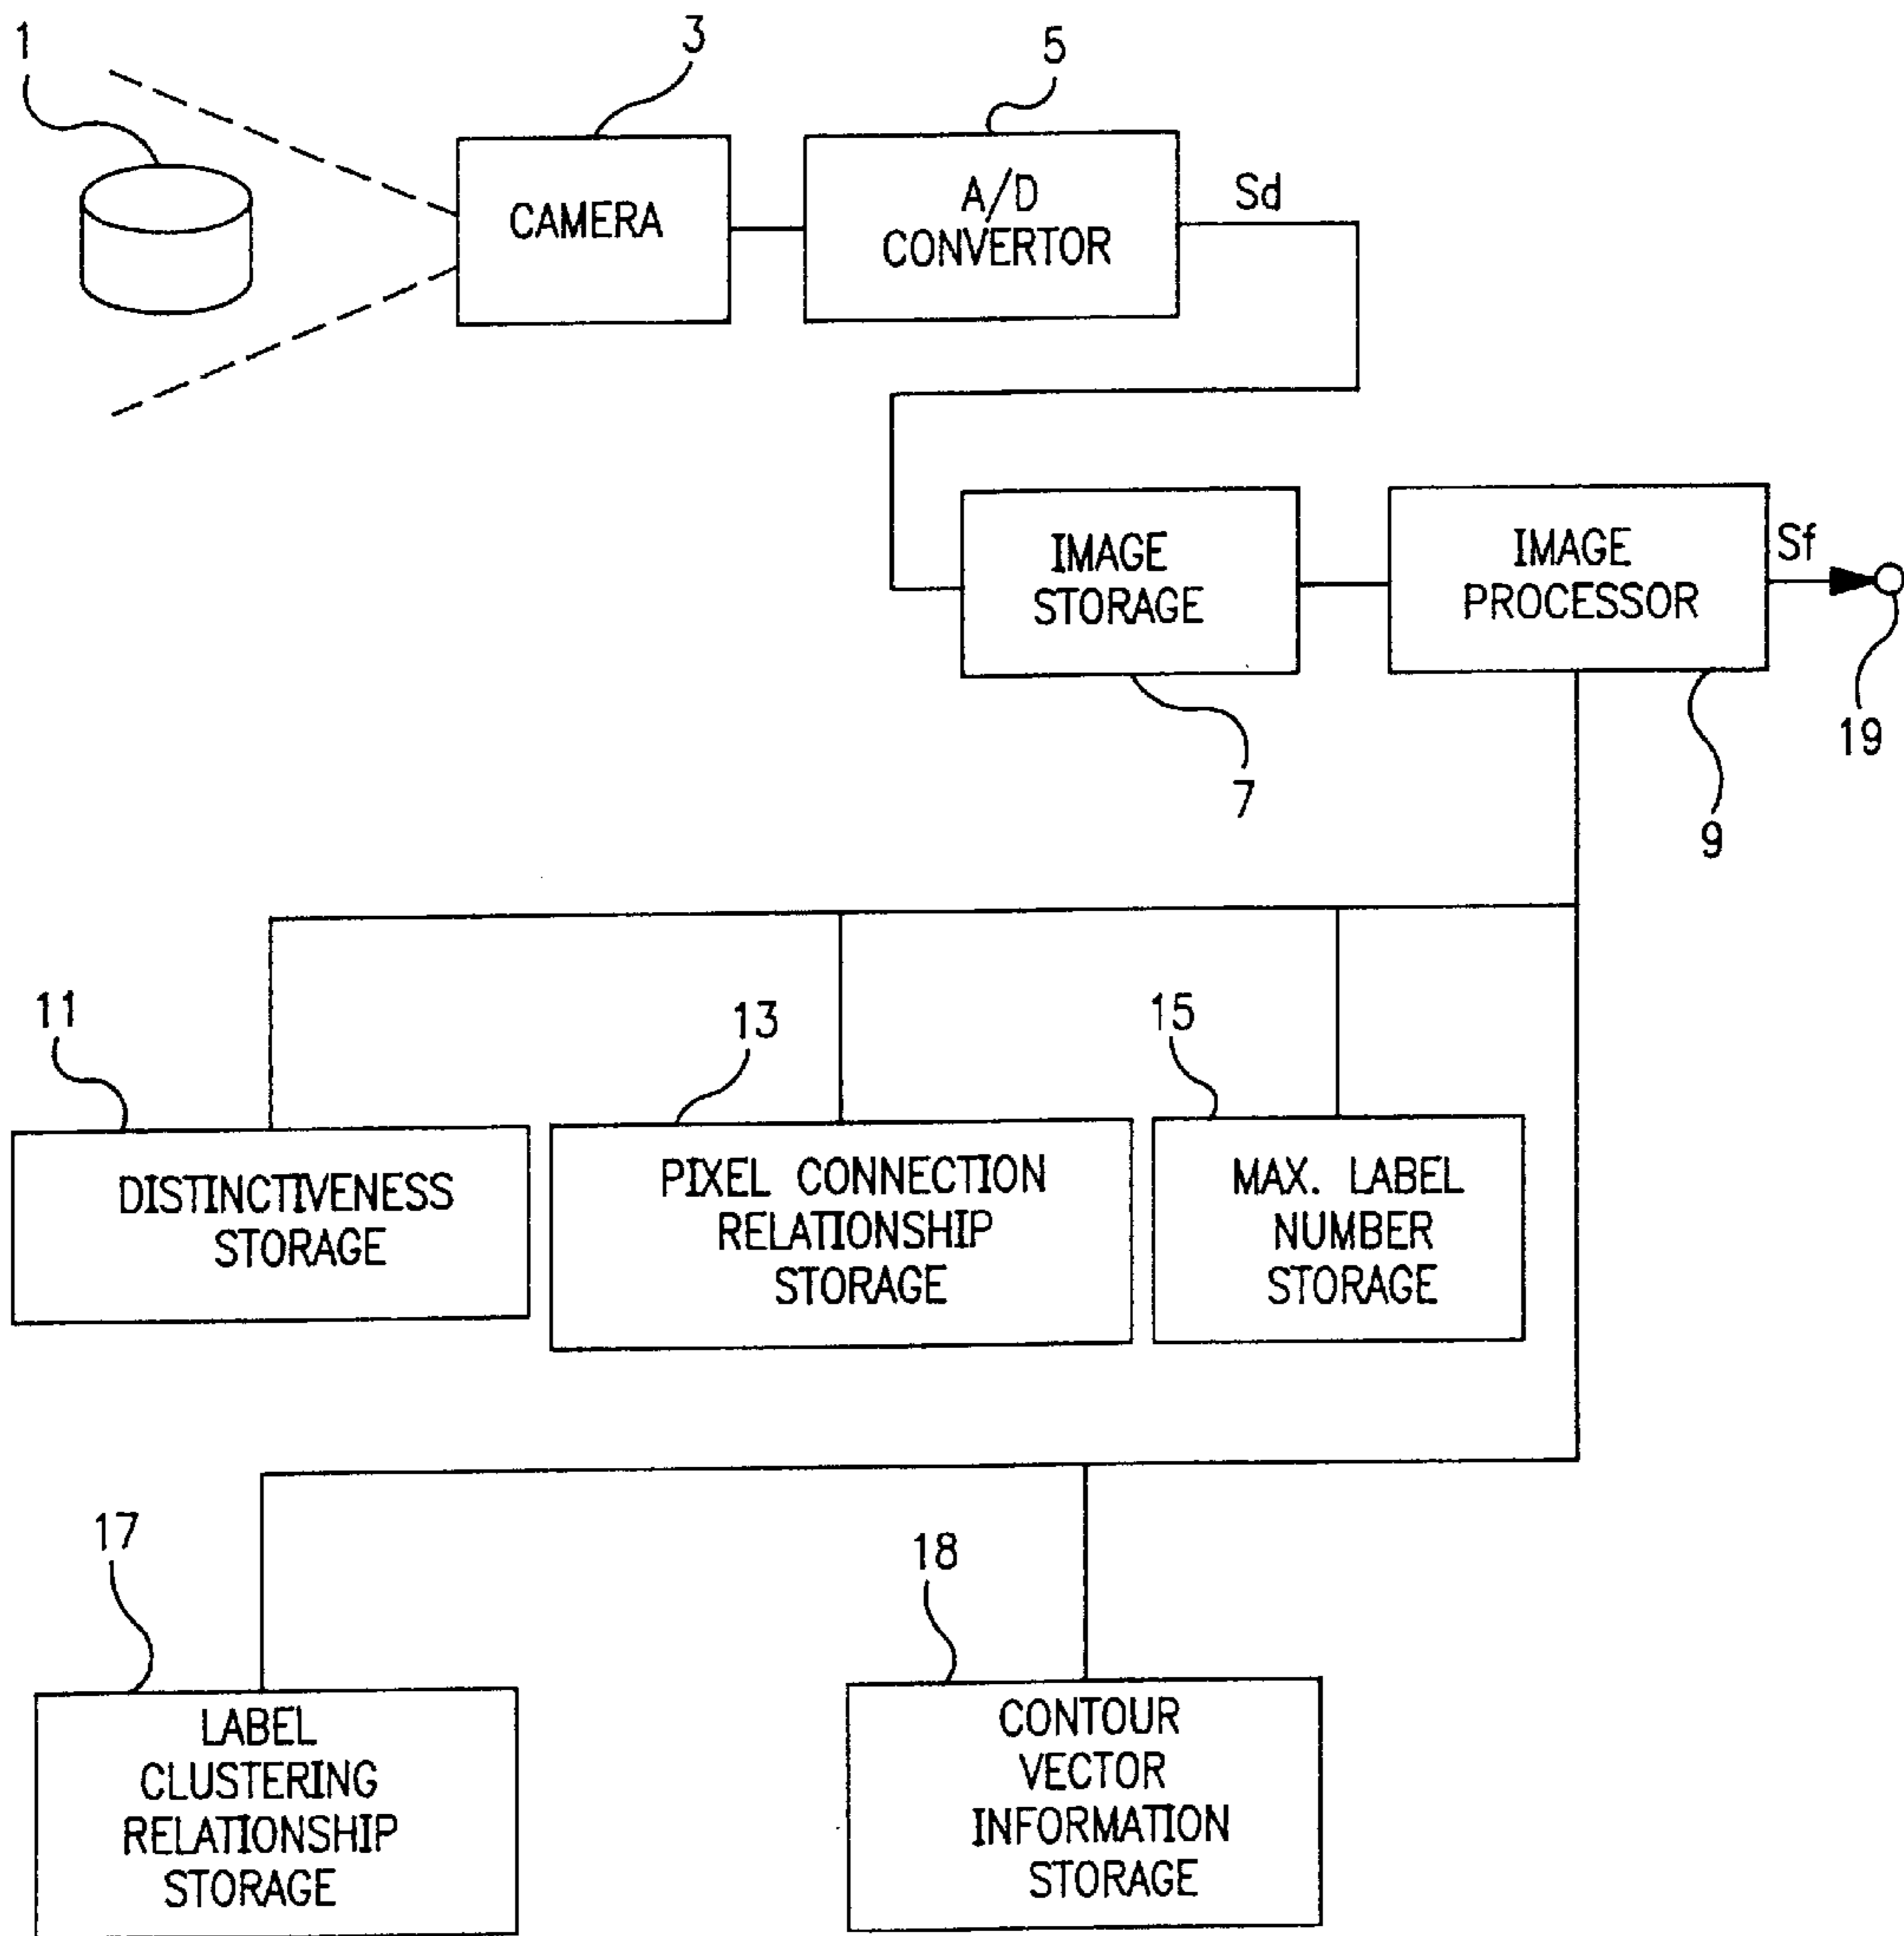 1
3
5
CAMERA
A/D
CONVERTOR
Sd
IMAGE
STORAGE
IMAGE
PROCESSOR
Sf
19
7
9
11
13
15
DISTINCTIVENESS
STORAGE
PIXEL CONNECTION
RELATIONSHIP
STORAGE
MAX. LABEL
NUMBER
STORAGE
17
18
LABEL
CLUSTERING
RELATIONSHIP
STORAGE
CONTOUR
VECTOR
INFORMATION
STORAGE